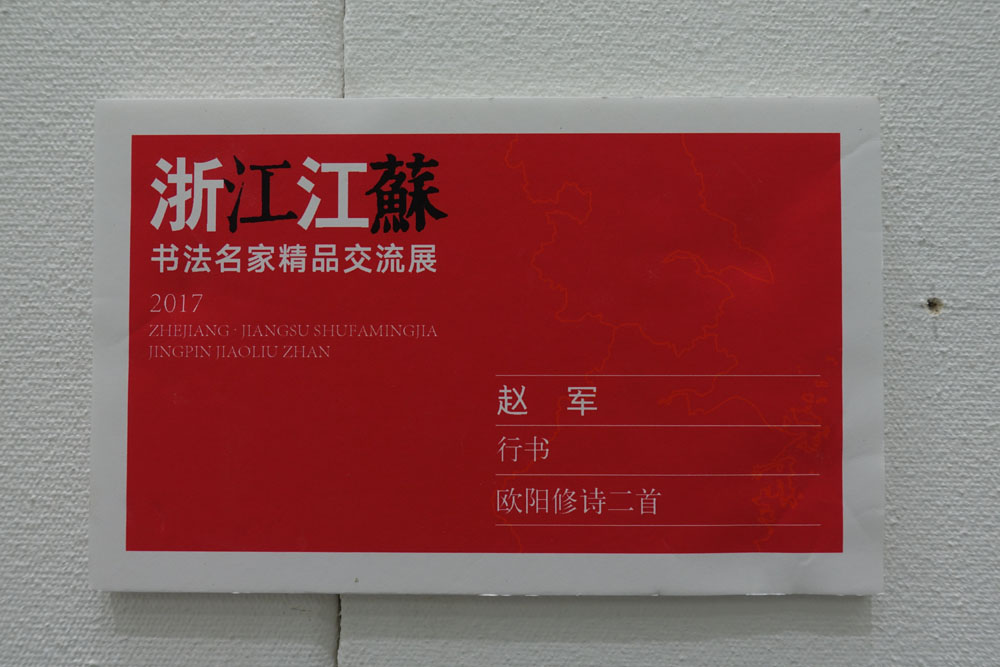 浙江江蘇
书法名家精品交流展
2017
ZHEJIANG · JIANGSU SHUFAMINGJIA
JINGPIN JIAOLIU ZHAN
赵 军
行书
欧阳修诗二首